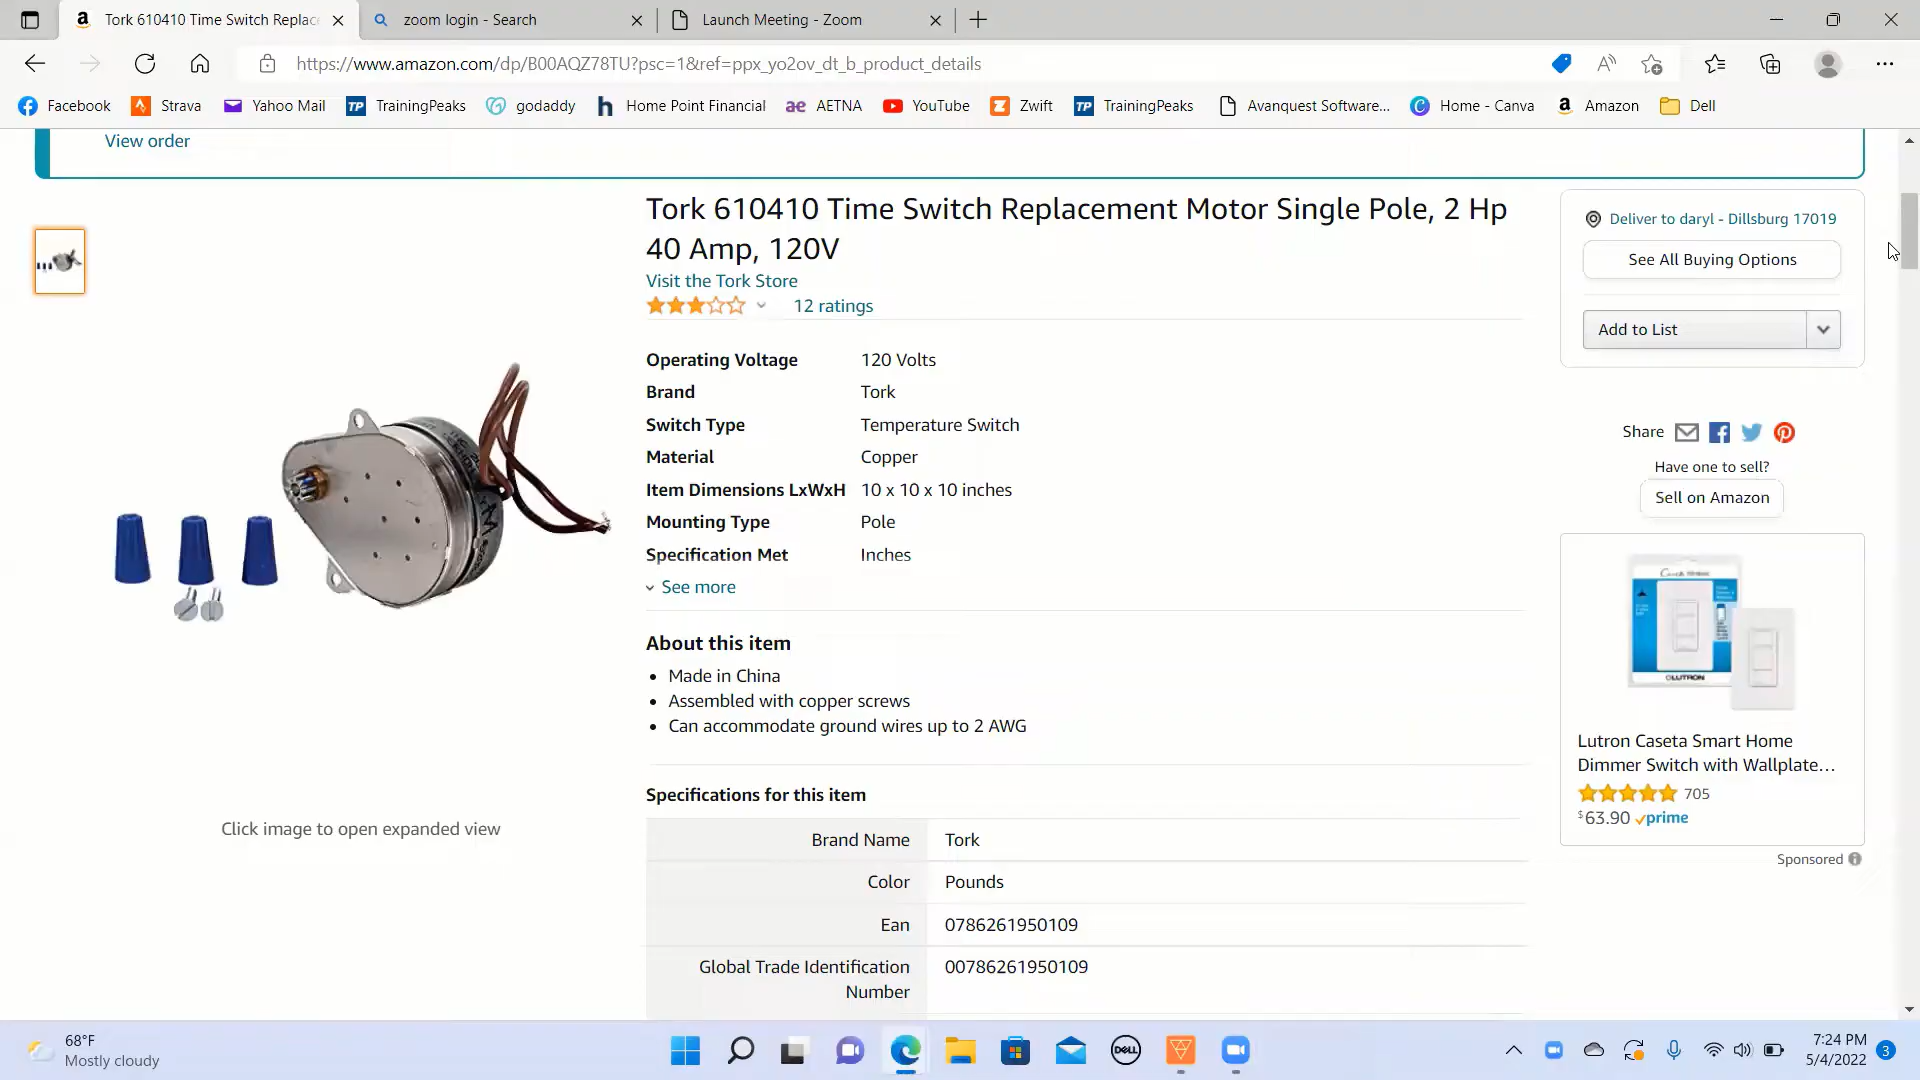 Tork 610410 Time Switch Replac
zoom login - Search
Launch Meeting - Zoom
https://www.amazon.com/dp/B00AQZ78TU?psc=1&ref=ppx_yo2ov_dt_b_product_details
Facebook
Strava
Yahoo Mail
TP TrainingPeaks
godaddy
h Home Point Financial
ae AETNA
YouTube
Z Zwift
TP TrainingPeaks
Avanquest Software...
C Home - Canva
a Amazon
Dell
View order
Tork 610410 Time Switch Replacement Motor Single Pole, 2 Hp
40 Amp, 120V
Visit the Tork Store
12 ratings
Operating Voltage 120 Volts
Brand Tork
Switch Type Temperature Switch
Material Copper
Item Dimensions LxWxH 10 x 10 x 10 inches
Mounting Type Pole
Specification Met Inches
See more
About this item
• Made in China
• Assembled with copper screws
• Can accommodate ground wires up to 2 AWG
Specifications for this item
Brand Name Tork
Color Pounds
Ean 0786261950109
Global Trade Identification 00786261950109
Number
Click image to open expanded view
Deliver to daryl - Dillsburg 17019
See All Buying Options
Add to List
Share
Have one to sell?
Sell on Amazon
LUTRON
Lutron Caseta Smart Home
Dimmer Switch with Wallplate...
705
$63.90 prime
Sponsored
68°F
Mostly cloudy
DELL
7:24 PM
5/4/2022
3